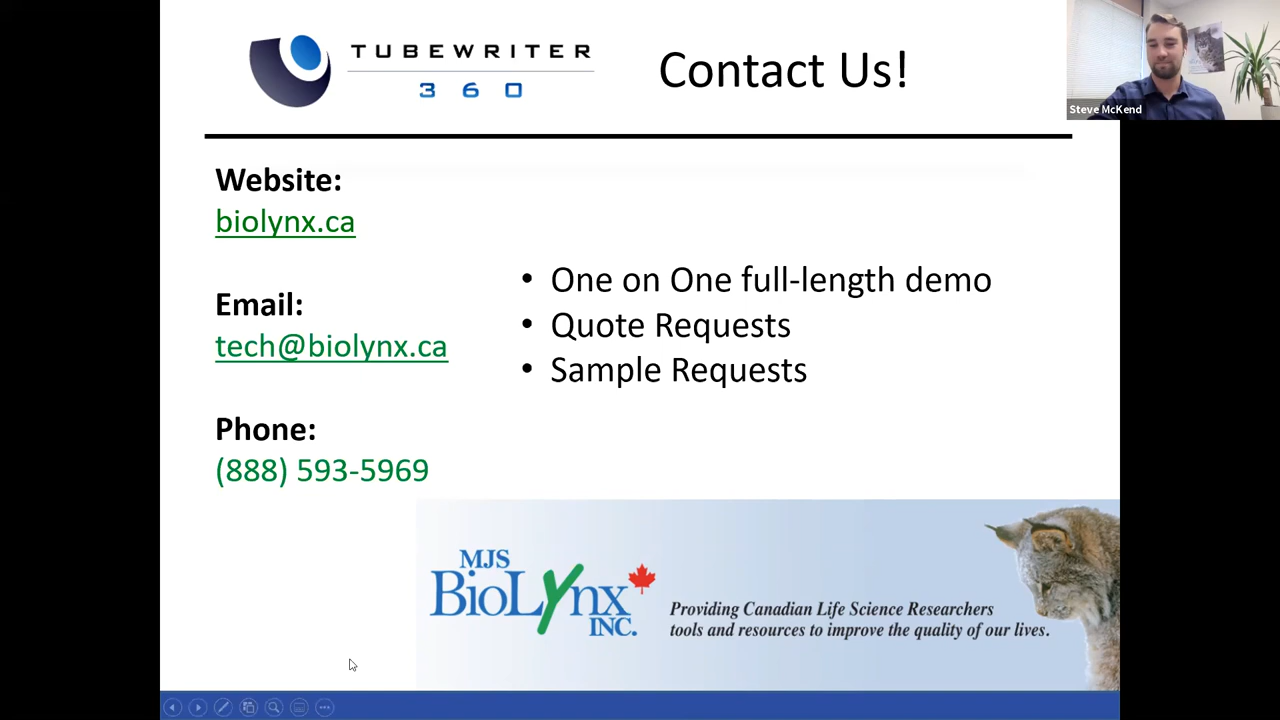 TUBEWRITER
360
Contact Us!
Steve McKend
Website:
biolynx.ca
Email:
tech@biolynx.ca
Phone:
(888) 593-5969
• One on One full-length demo
• Quote Requests
• Sample Requests
MJS
BioLynx
INC.
Providing Canadian Life Science Researchers
tools and resources to improve the quality of our lives.